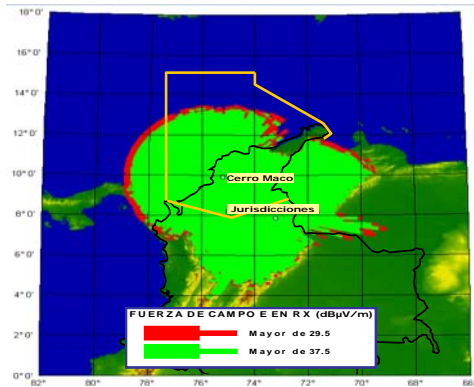 18° 0'
16° 0'
14° 0'
12° 0'
10° 0'
8° 0'
6° 0'
4° 0'
2° 0'
0° 0'
Cerro Maco
Jurisdicciones
FUERZA DE CAMPO E EN RX (dBµV/m)
Mayor de 29.5
Mayor de 37.5
82° 80° 78° 76° 74° 72° 70° 68° 66°